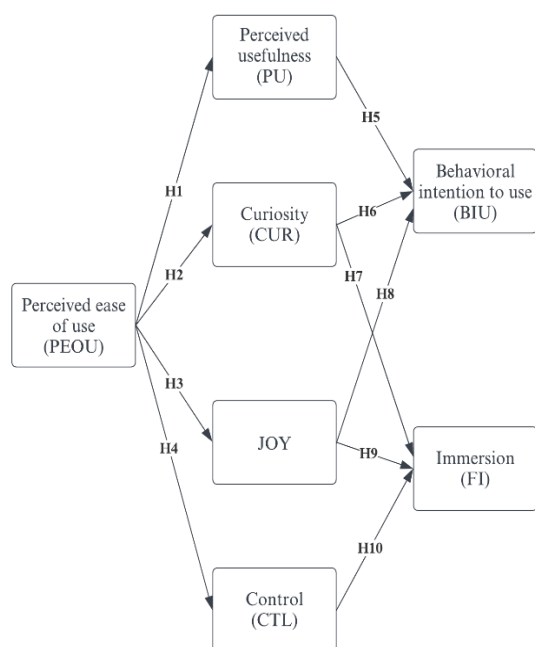 Perceived
usefulness
(PU)
H5
H1
Behavioral
intention to use
(BIU)
Curiosity
(CUR)
H6
H2
H7
H8
Perceived ease
of use
(PEOU)
H3
H4
JOY
H9
Immersion
(FI)
H10
Control
(CTL)